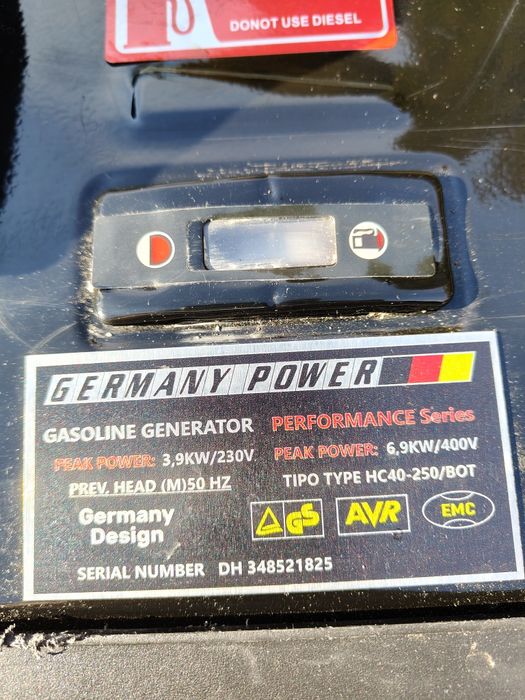 DONOT USE DIESEL
GERMANY POWER
GASOLINE GENERATOR PERFORMANCE Series
PEAK POWER: 3,9KW/230V PEAK POWER: 6,9KW/400V
PREV. HEAD (M)50 HZ TIPO TYPE HC40-250/BOT
Germany
Design
GS AVR EMC
SERIAL NUMBER DH 348521825